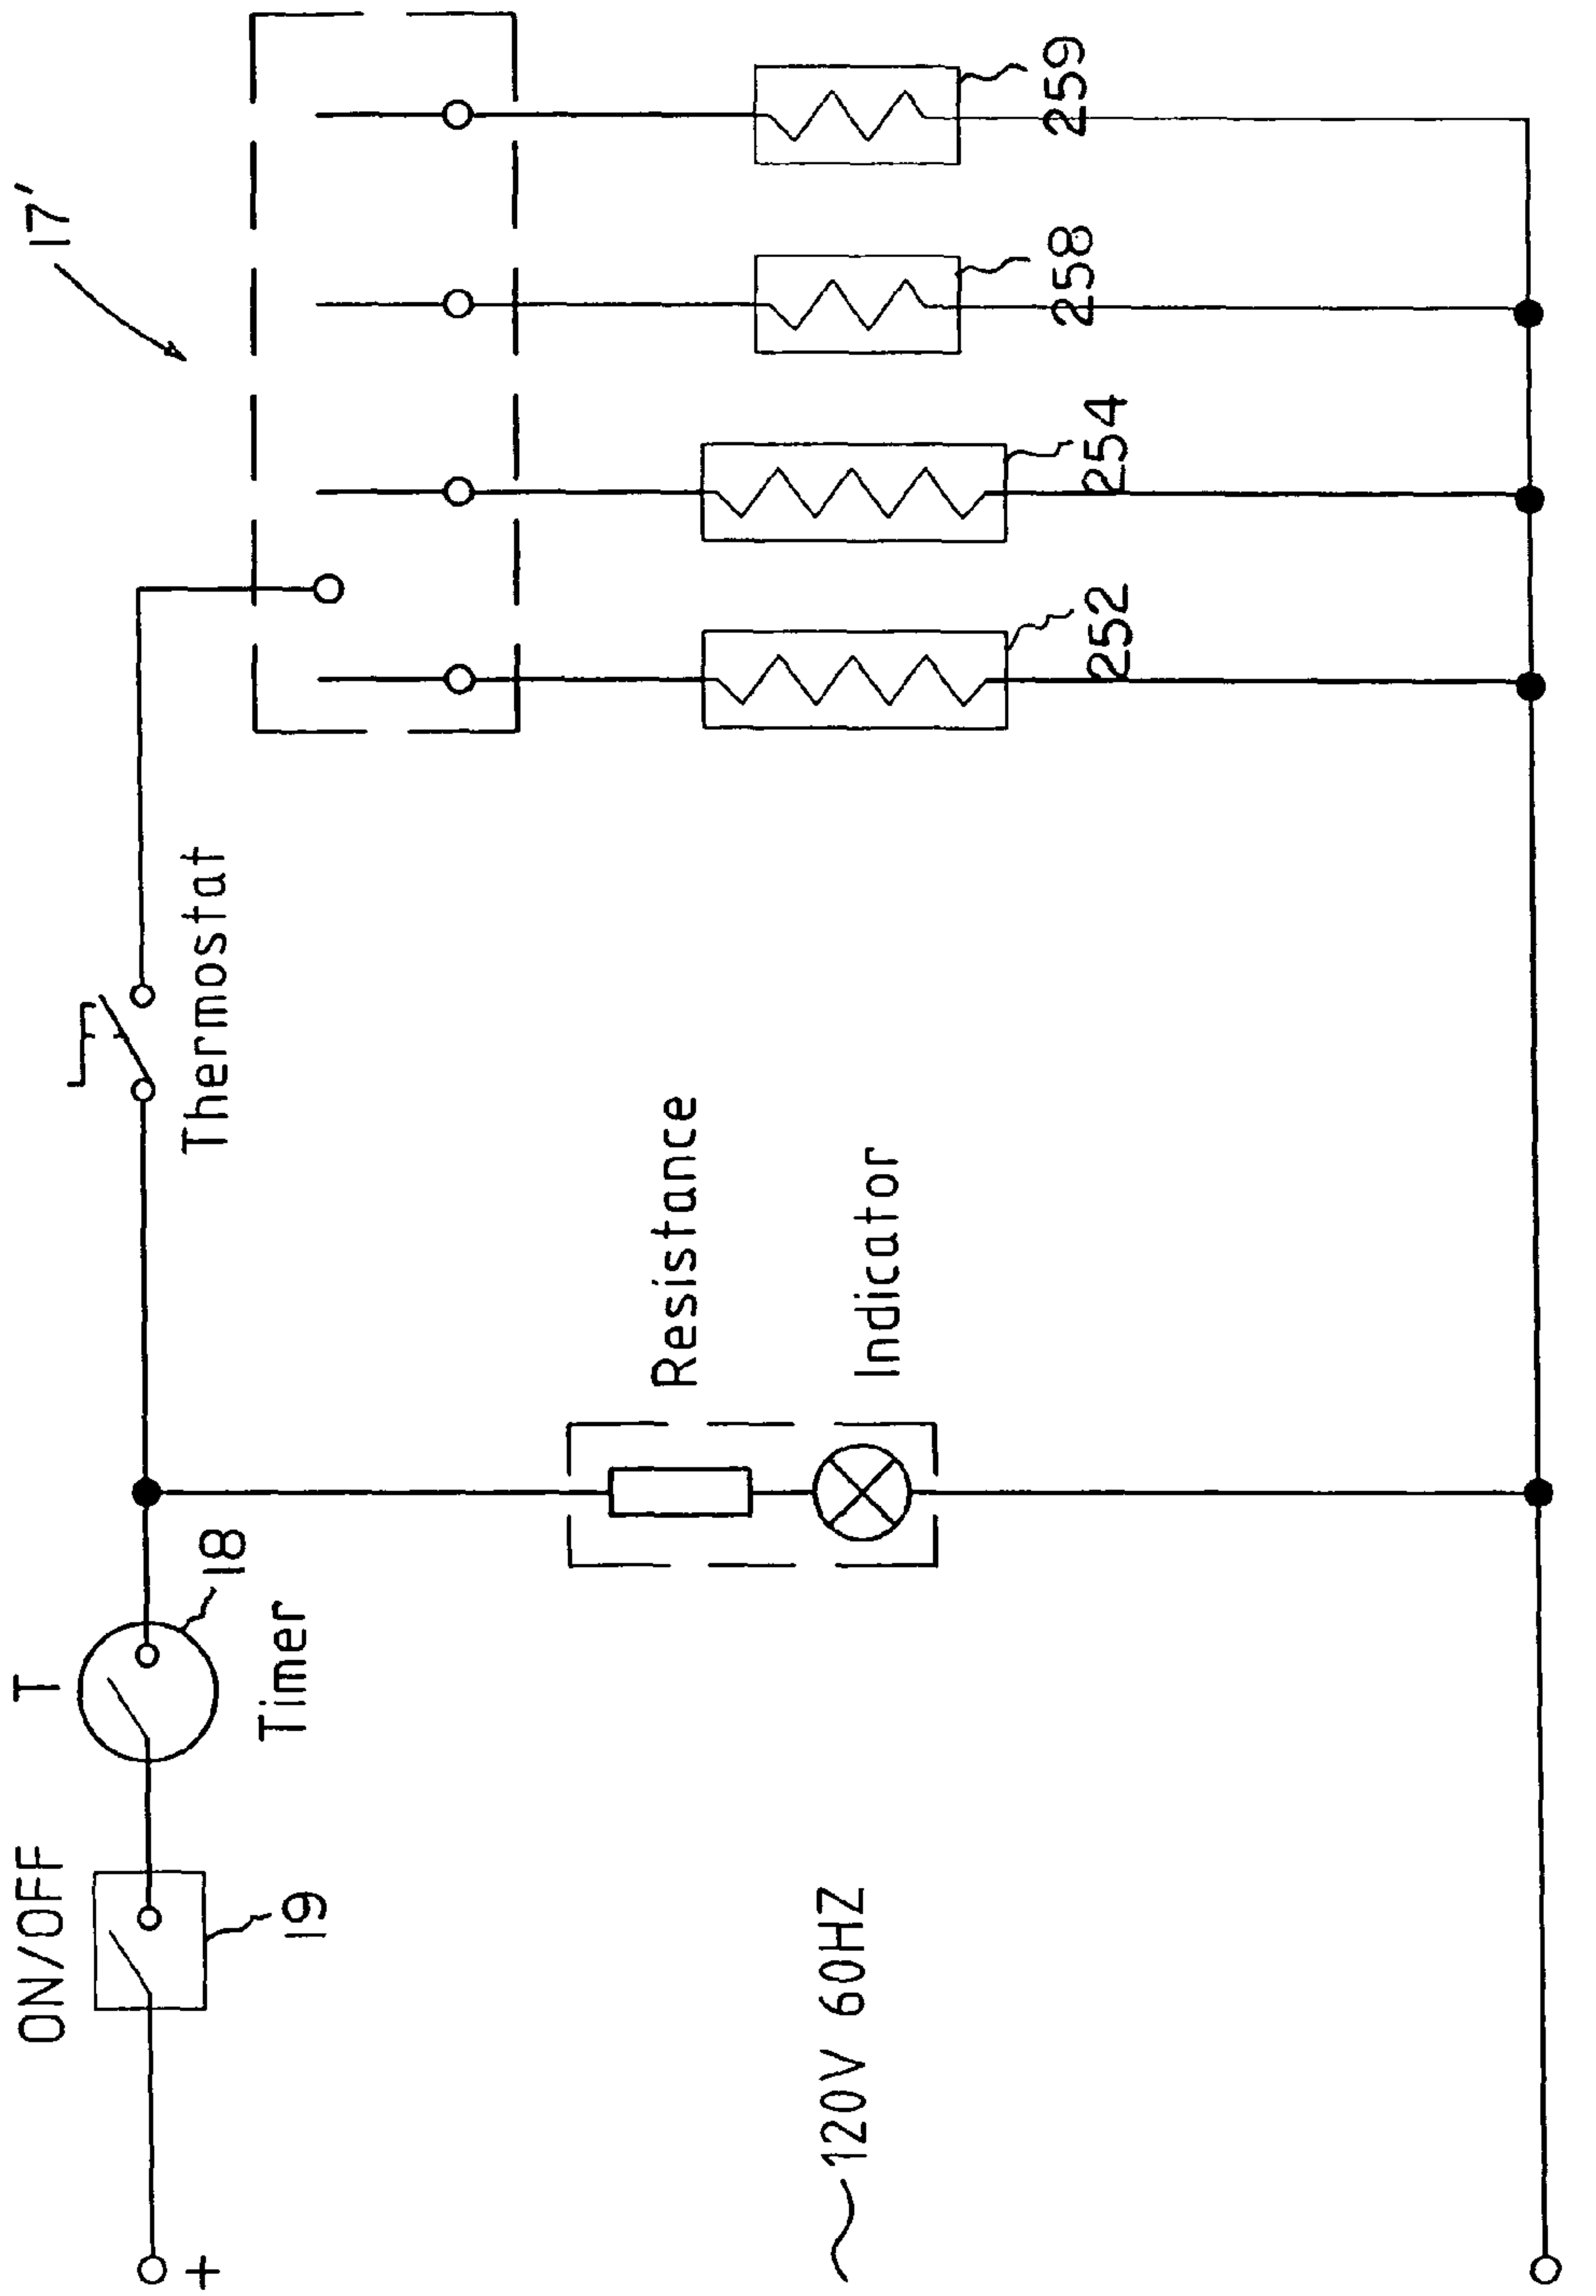 ON/OFF
T
17'
18
19
Timer
Thermostat
Resistance
Indicator
+
~120V 60HZ
252
254
258
259